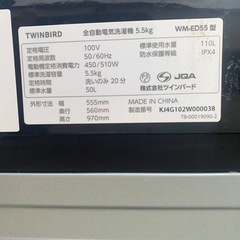 TWINBIRD 全自動電気洗濯機 5.5kg WM-ED55 型
定格電圧 100V 標準使用水量 110L
定格周波数 50/60Hz 防水保護等級 IPX4
電動機定格消費電力 450/510W
標準洗濯容量 5.5kg
定格時間 洗いのみ 20分
標準水量 50L JQA
株式会社ツインバード
外形寸法 幅 555mm MADE IN CHINA
奥行 560mm 製造番号 KJ4G102W000038
高さ 970mm TB-00019090-2